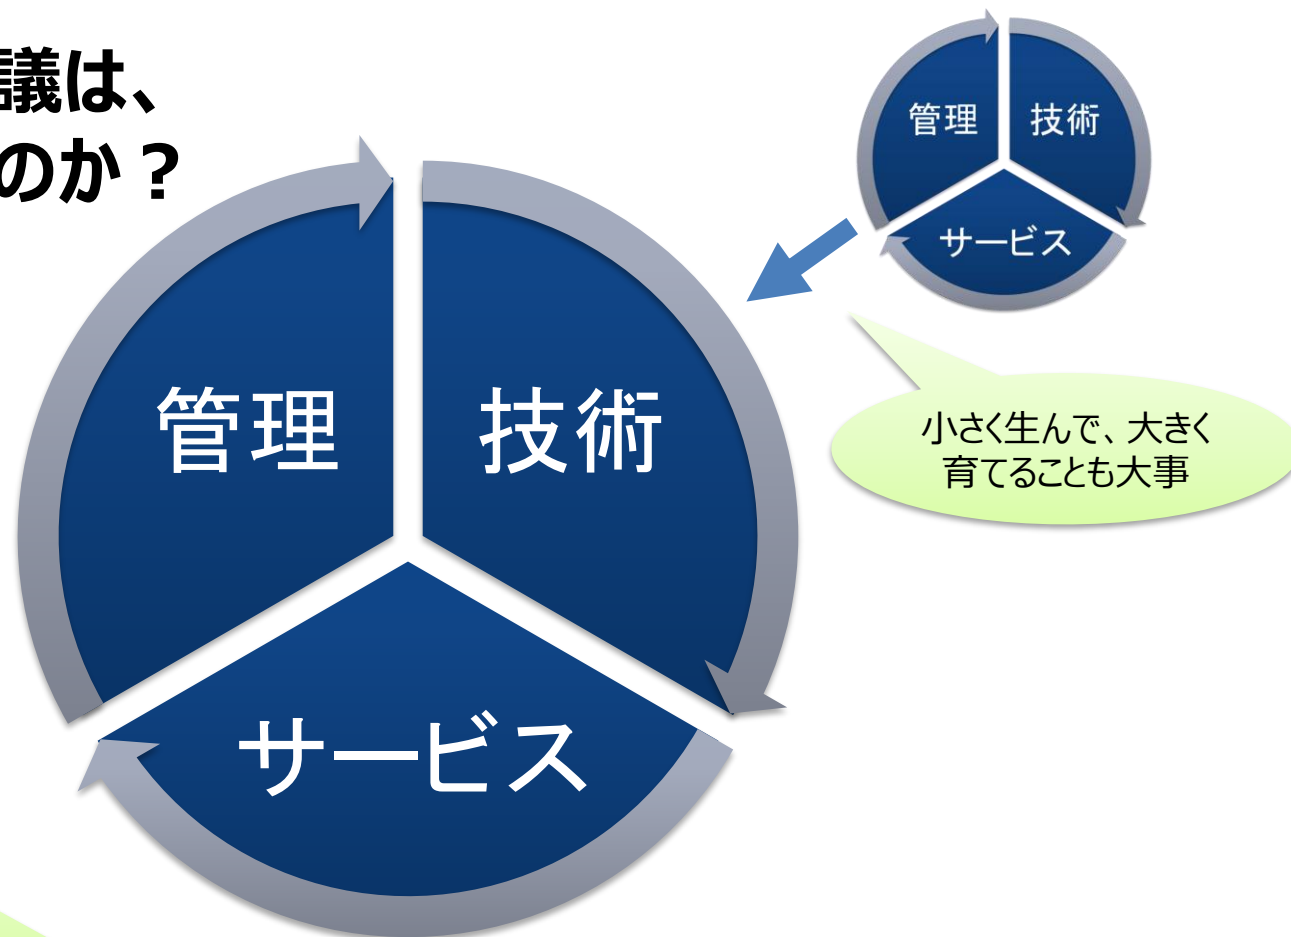 議は、
のか？
管理
技術
サービス
小さく生んで、大きく
育てることも大事
管理
技術
サービス